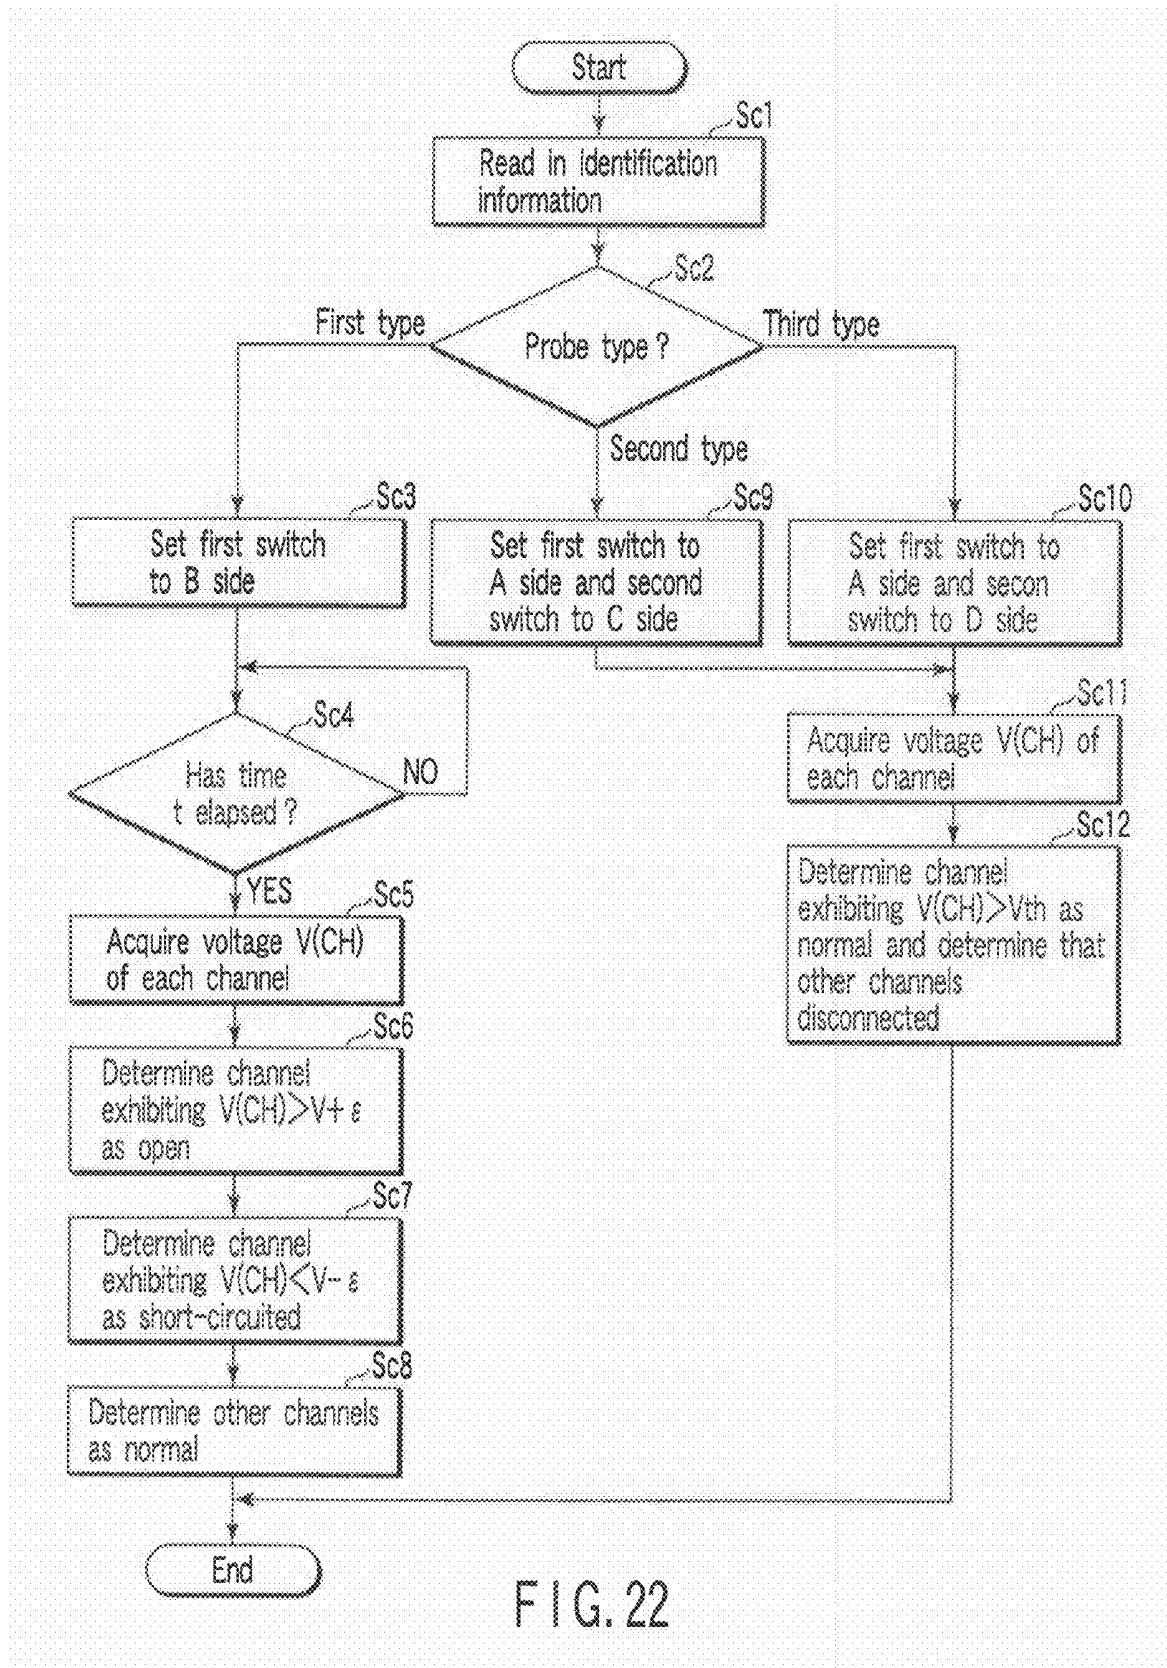 Start
Sc1
Read in identification
information
Sc2
Probe type?
First type
Third type
Second type
Sc3
Set first switch
to B side
Sc9
Set first switch to
A side and second
switch to C side
Sc10
Set first switch to
A side and secon
switch to D side
Sc4
Has time
t elapsed?
NO
YES
Sc5
Acquire voltage V(CH)
of each channel
Sc6
Determine channel
exhibiting V(CH)>V+ε
as open
Sc7
Determine channel
exhibiting V(CH)<V-ε
as short-circuited
Sc8
Determine other channels
as normal
Sc11
Acquire voltage V(CH) of
each channel
Sc12
Determine channel
exhibiting V(CH)>Vth as
normal and determine that
other channels
disconnected
End
FIG. 22